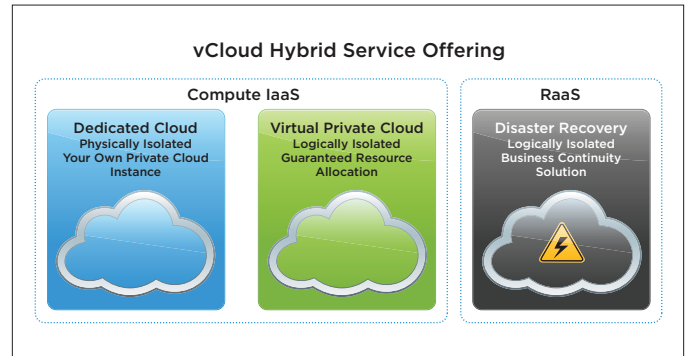 vCloud Hybrid Service Offering
Compute IaaS
Dedicated Cloud
Physically Isolated
Your Own Private Cloud
Instance
Virtual Private Cloud
Logically Isolated
Guaranteed Resource
Allocation
RaaS
Disaster Recovery
Logically Isolated
Business Continuity
Solution